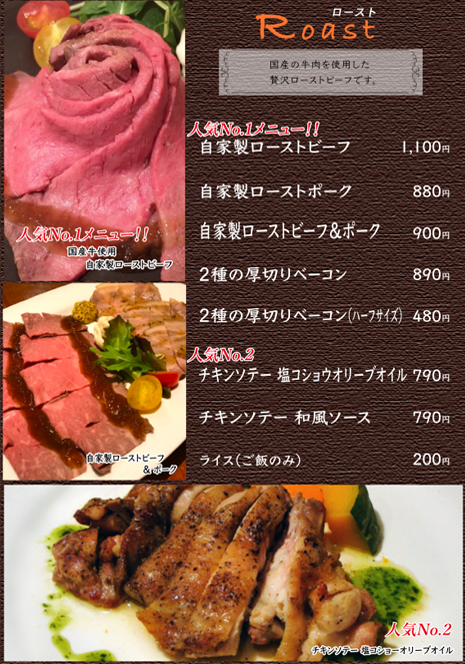 ロースト
Roast
国産の牛肉を使用した
贅沢ローストビーフです。
人気No.1メニュー!!
自家製ローストビーフ 1,100円
自家製ローストポーク 880円
自家製ローストビーフ&ポーク 900円
2種の厚切りベーコン 890円
2種の厚切りベーコン(ハーフサイズ) 480円
人気No.2
チキンソテー 塩コショウオリーブオイル 790円
チキンソテー 和風ソース 790円
ライス(ご飯のみ) 200円
人気No.1メニュー!!
国産牛使用
自家製ローストビーフ
自家製ローストビーフ
& ポーク
人気No.2
チキンソテー 塩コショーオリーブオイル